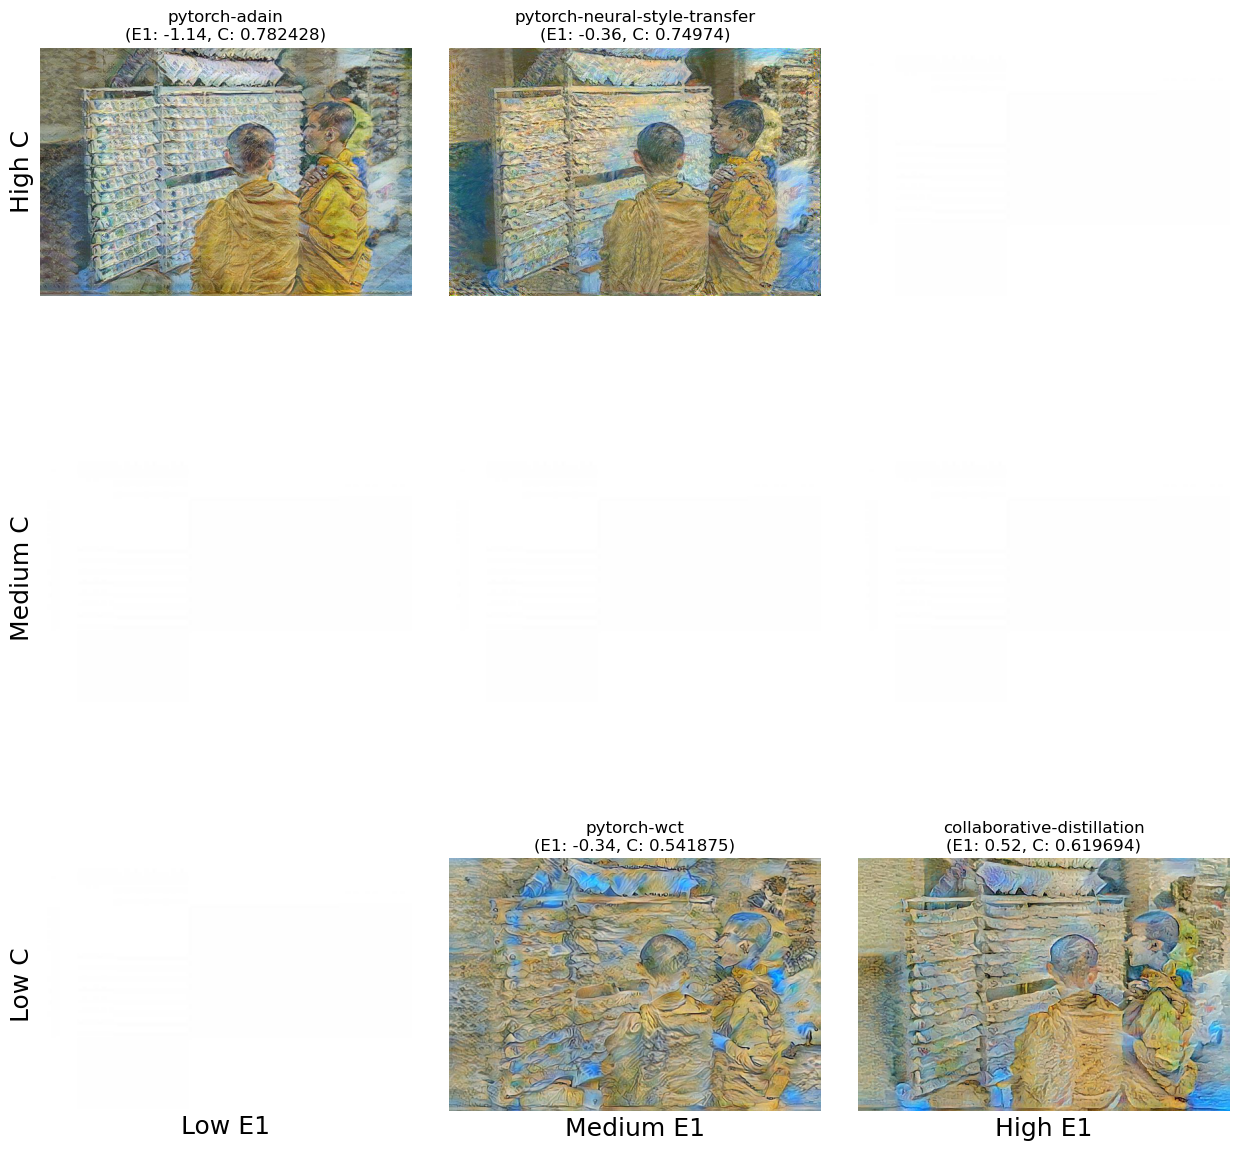 pytorch-adain
(E1: -1.14, C: 0.782428)
pytorch-neural-style-transfer
(E1: -0.36, C: 0.74974)
High C
Medium C
pytorch-wct
(E1: -0.34, C: 0.541875)
collaborative-distillation
(E1: 0.52, C: 0.619694)
Low C
Low E1
Medium E1
High E1